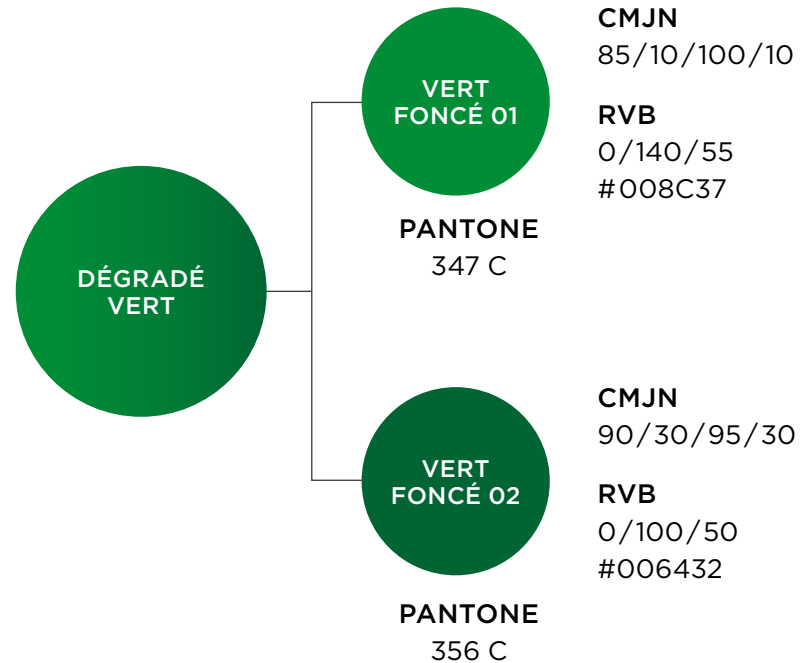 DÉGRADÉ
VERT
VERT
FONCÉ 01
PANTONE
347 C
CMJN
85/10/100/10
RVB
0/140/55
#008C37
VERT
FONCÉ 02
PANTONE
356 C
CMJN
90/30/95/30
RVB
0/100/50
#006432